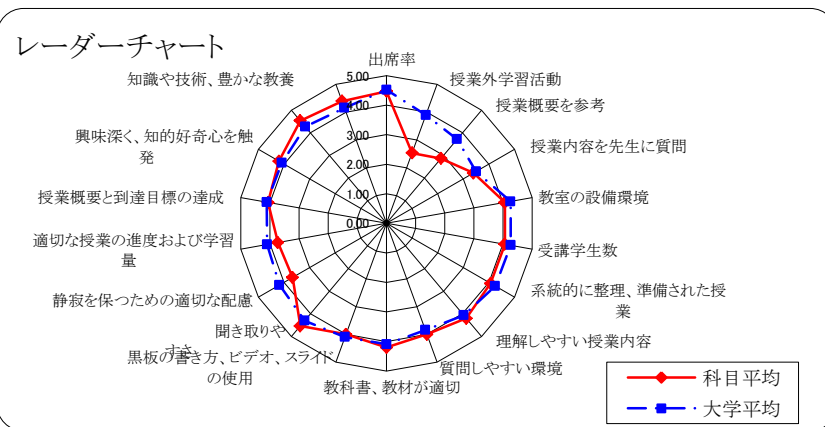 レーダーチャート
出席率
授業外学習活動
授業概要を参考
授業内容を先生に質問
教室の設備環境
受講学生数
系統的に整理、準備された授
業
理解しやすい授業内容
質問しやすい環境
教科書、教材が適切
黒板の書き方、ビデオ、スライド
の使用
聞き取りや
すさ
静寂を保つための適切な配慮
適切な授業の進度および学習
量
授業概要と到達目標の達成
興味深く、知的好奇心を触
発
知識や技術、豊かな教養
5.00
4.00
3.00
2.00
1.00
0.00
科目平均
大学平均